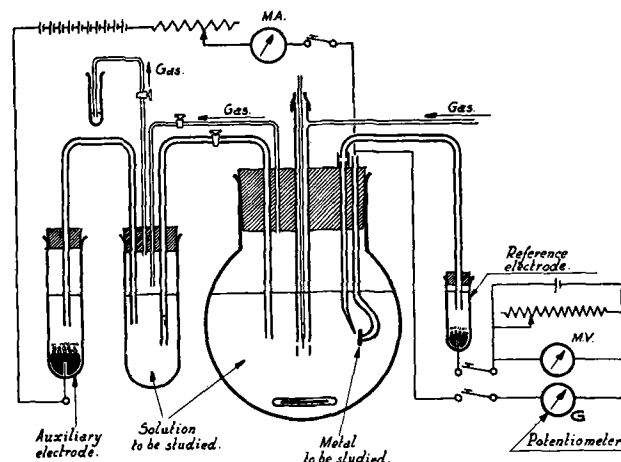 M.A.
Gas.
Gas.
Gas.
Reference
electrode.
M.V.
G
Potentiometer
Auxiliary
electrode.
Solution
to be studied.
Metal
to be studied.